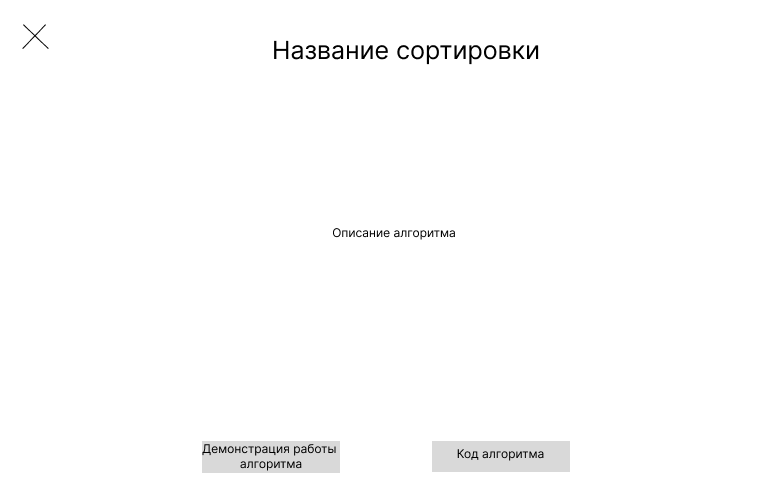 Название сортировки
Описание алгоритма
Демонстрация работы
алгоритма
Код алгоритма